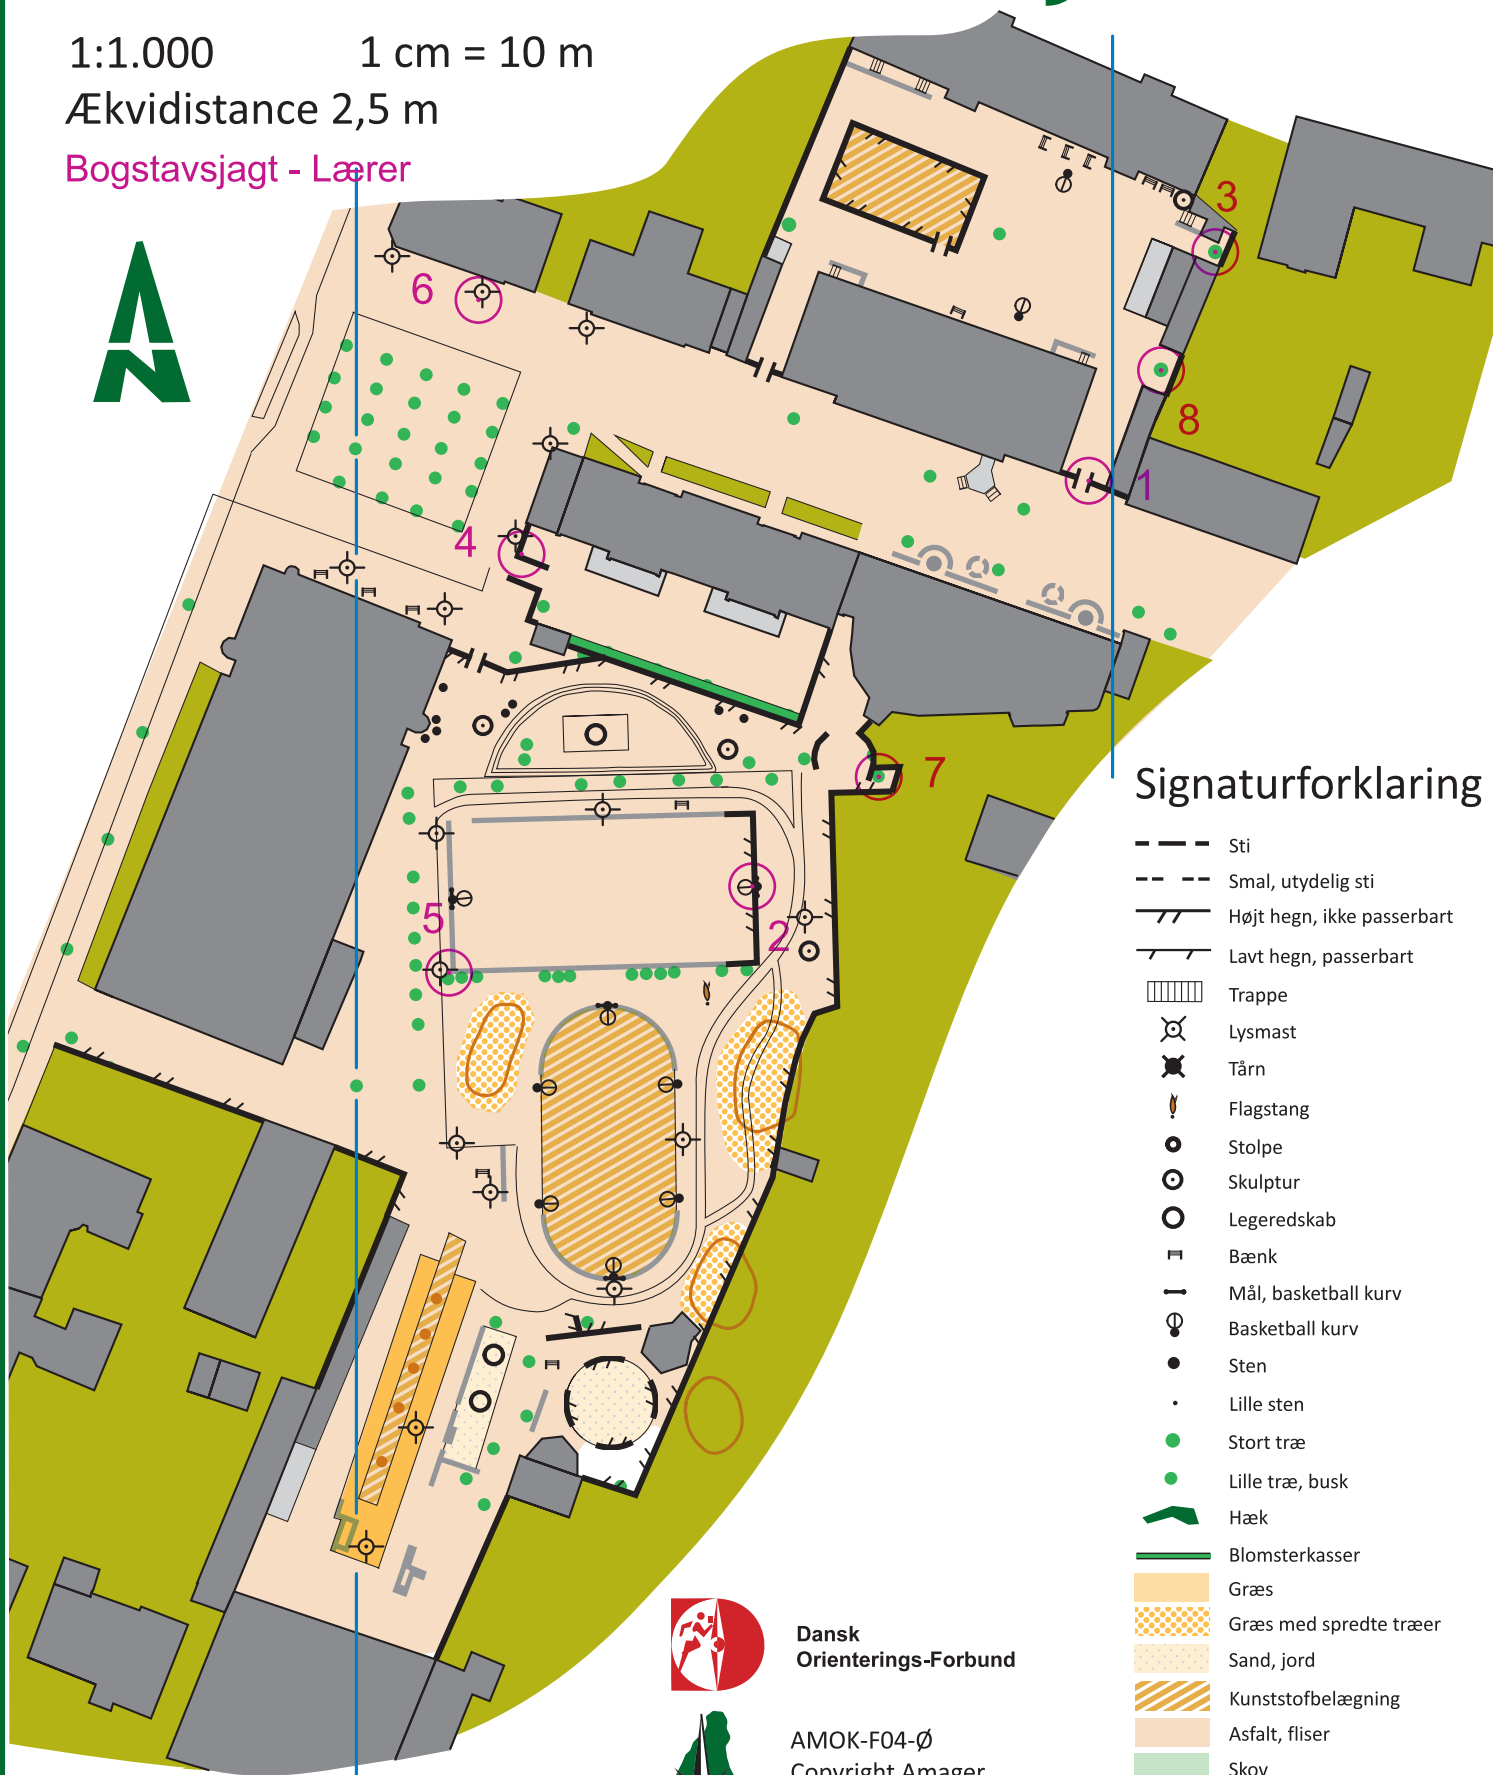 1:1.000 1 cm = 10 m
Ækvidistance 2,5 m
Bogstavsjagt - Lærer
3
6
8
1
4
7
5
2
Signaturforklaring
Sti
Smal, utydelig sti
Højt hegn, ikke passerbart
Lavt hegn, passerbart
Trappe
Lysmast
Tårn
Flagstang
Stolpe
Skulptur
Legeredskab
Bænk
Mål, basketball kurv
Basketball kurv
Sten
Lille sten
Stort træ
Lille træ, busk
Hæk
Blomsterkasser
Græs
Græs med spredte træer
Sand, jord
Kunststofbelægning
Asfalt, fliser
Skov
Dansk
Orienterings-Forbund
AMOK-F04-Ø
Copyright Amager